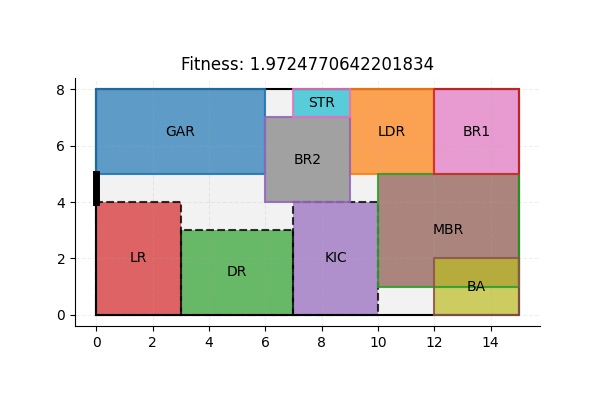 Fitness: 1.9724770642201834
8
STR
GAR
LDR
BR1
6
BR2
4
MBR
LR
KIC
2
DR
BA
0
0 2 4 6 8 10 12 14